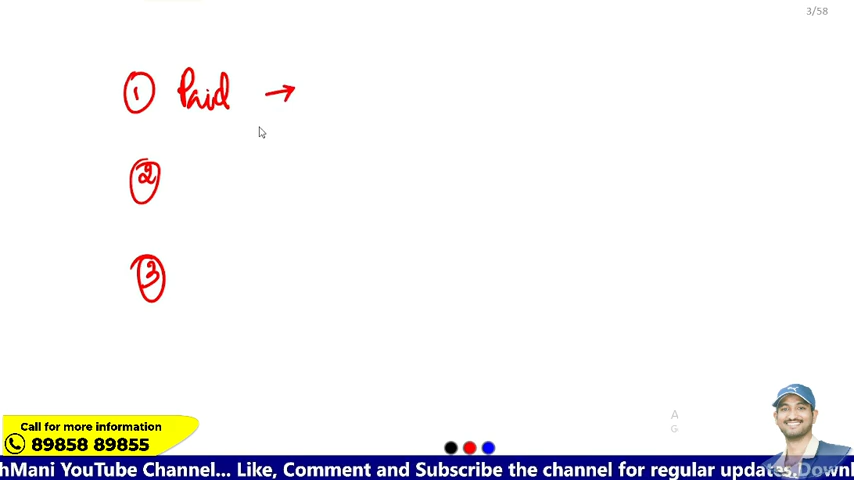 3/58
1 Paid →
2
3
A
G
Call for more information
89858 89855
hMani YouTube Channel... Like, Comment and Subscribe the channel for regular updates,Downl